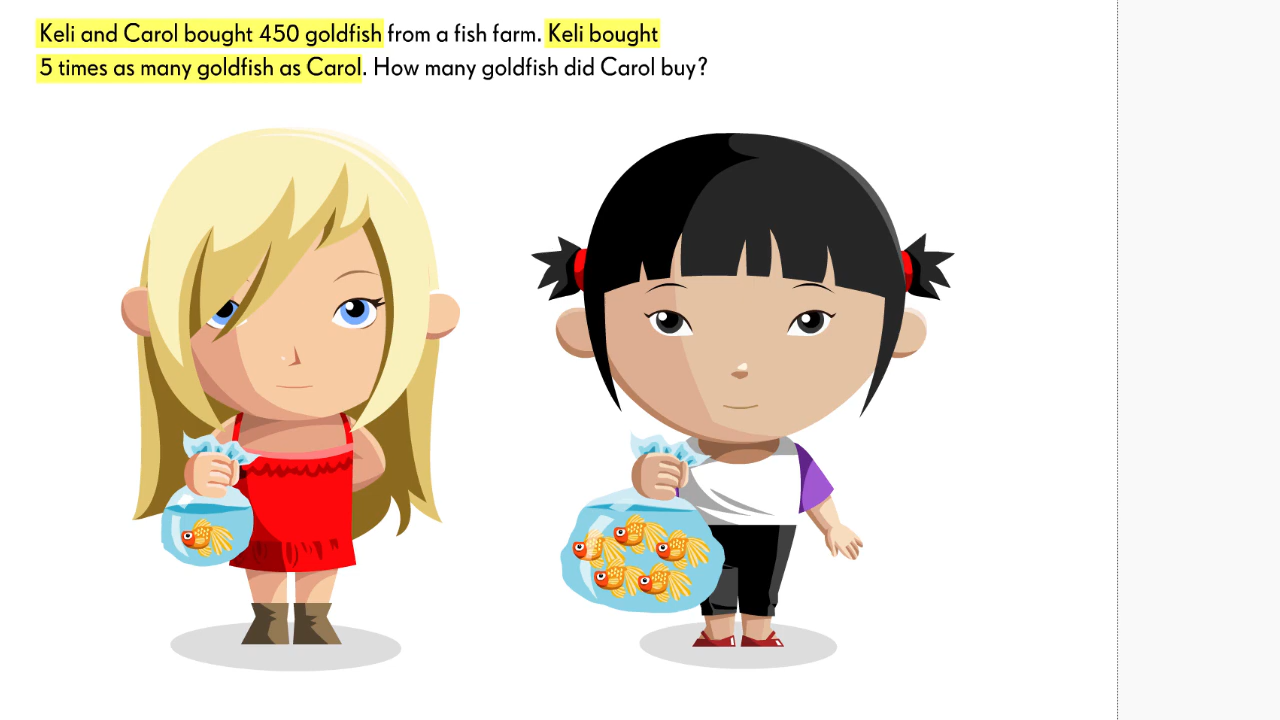 Keli and Carol bought 450 goldfish from a fish farm. Keli bought
5 times as many goldfish as Carol. How many goldfish did Carol buy?